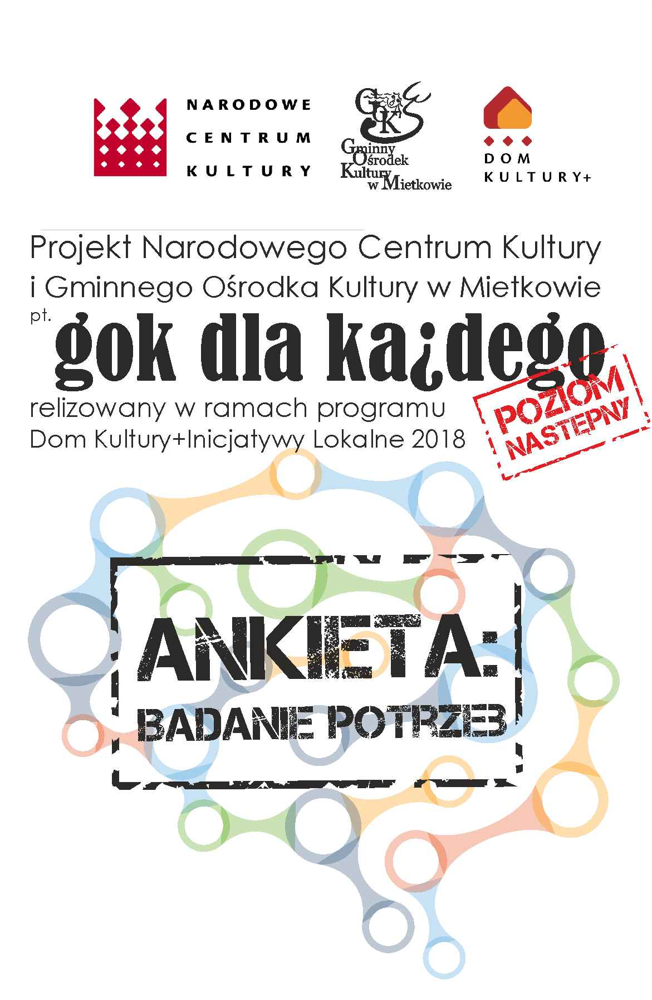 NARODOWE
CENTRUM
KULTURY
GOK
Gminny
Ośrodek
Kultury
w Mietkowie
DOM
KULTURY+
Projekt Narodowego Centrum Kultury
i Gminnego Ośrodka Kultury w Mietkowie
pt.
gok dla ka¿dego
relizowany w ramach programu
Dom Kultury+Inicjatywy Lokalne 2018
POZIOM
NASTĘPNY
ANKIETA:
BADANIE POTRZEB